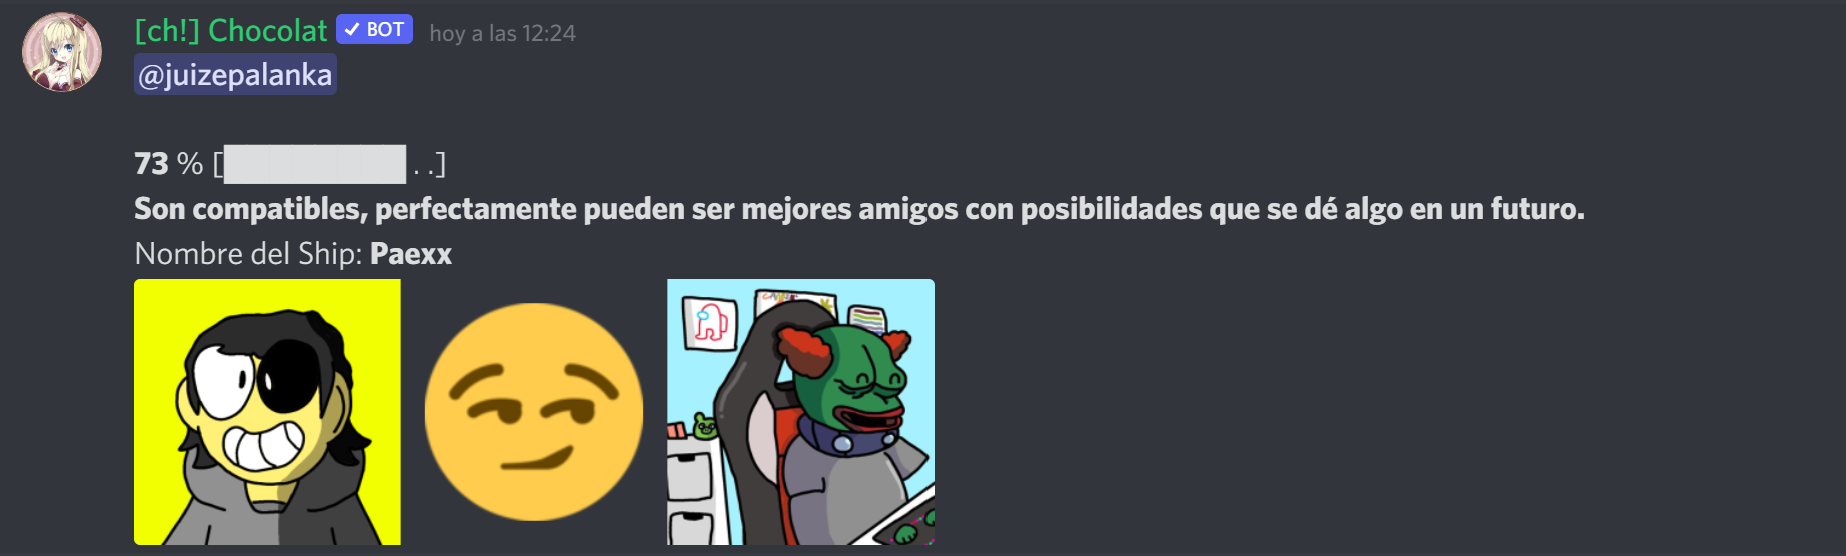 [ch!] Chocolat ✓ BOT hoy a las 12:24
@juizepalanka
73 % [████████ . .]
Son compatibles, perfectamente pueden ser mejores amigos con posibilidades que se dé algo en un futuro.
Nombre del Ship: Paexx